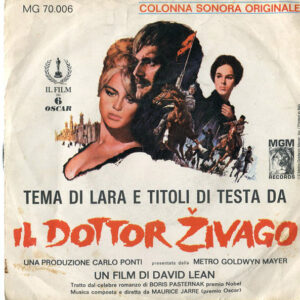 MG 70.006
COLONNA SONORA ORIGINALE
IL FILM
DA
6
OSCAR
MGM
RECORDS
TEMA DI LARA E TITOLI DI TESTA DA
IL DOTTOR ŽIVAGO
UNA PRODUZIONE CARLO PONTI presentata dalla METRO GOLDWYN MAYER
UN FILM DI DAVID LEAN
Tratto dal celebre romanzo di BORIS PASTERNAK premio Nobel
Musica composta e diretta da MAURICE JARRE (premio Oscar)